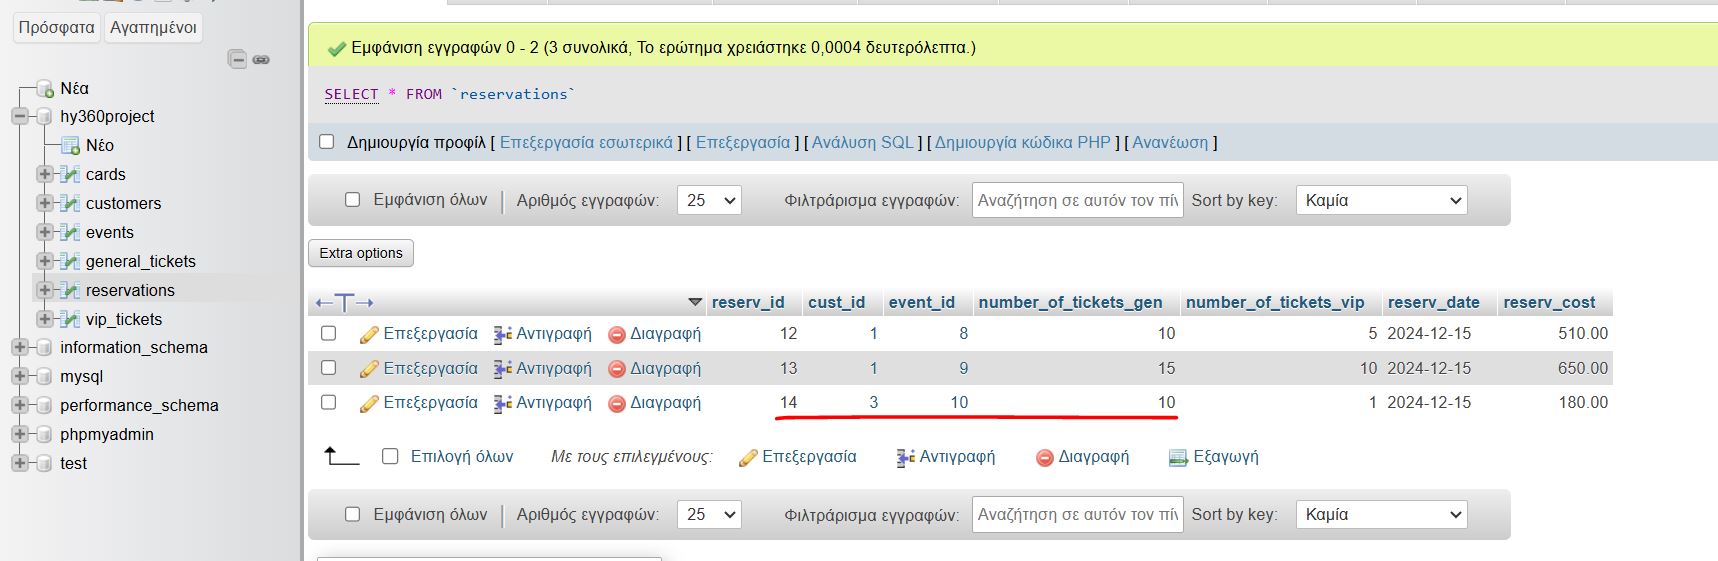 Πρόσφατα Αγαπημένοι
Νέα
hy360project
Νέο
cards
customers
events
general_tickets
reservations
vip_tickets
information_schema
mysql
performance_schema
phpmyadmin
test
Εμφάνιση εγγραφών 0 - 2 (3 συνολικά, Το ερώτημα χρειάστηκε 0,0004 δευτερόλεπτα.)
SELECT * FROM `reservations`
Δημιουργία προφίλ [ Επεξεργασία εσωτερικά ] [ Επεξεργασία ] [ Ανάλυση SQL ] [ Δημιουργία κώδικα PHP ] [ Ανανέωση ]
Εμφάνιση όλων | Αριθμός εγγραφών: 25 Φιλτράρισμα εγγραφών: Αναζήτηση σε αυτόν τον πίν Sort by key: Καμία
Extra options
reserv_id cust_id event_id number_of_tickets_gen number_of_tickets_vip reserv_date reserv_cost
Επεξεργασία Αντιγραφή Διαγραφή 12 1 8 10 5 2024-12-15 510.00
Επεξεργασία Αντιγραφή Διαγραφή 13 1 9 15 10 2024-12-15 650.00
Επεξεργασία Αντιγραφή Διαγραφή 14 3 10 10 1 2024-12-15 180.00
Επιλογή όλων Με τους επιλεγμένους: Επεξεργασία Αντιγραφή Διαγραφή Εξαγωγή
Εμφάνιση όλων | Αριθμός εγγραφών: 25 Φιλτράρισμα εγγραφών: Αναζήτηση σε αυτόν τον πίν Sort by key: Καμία